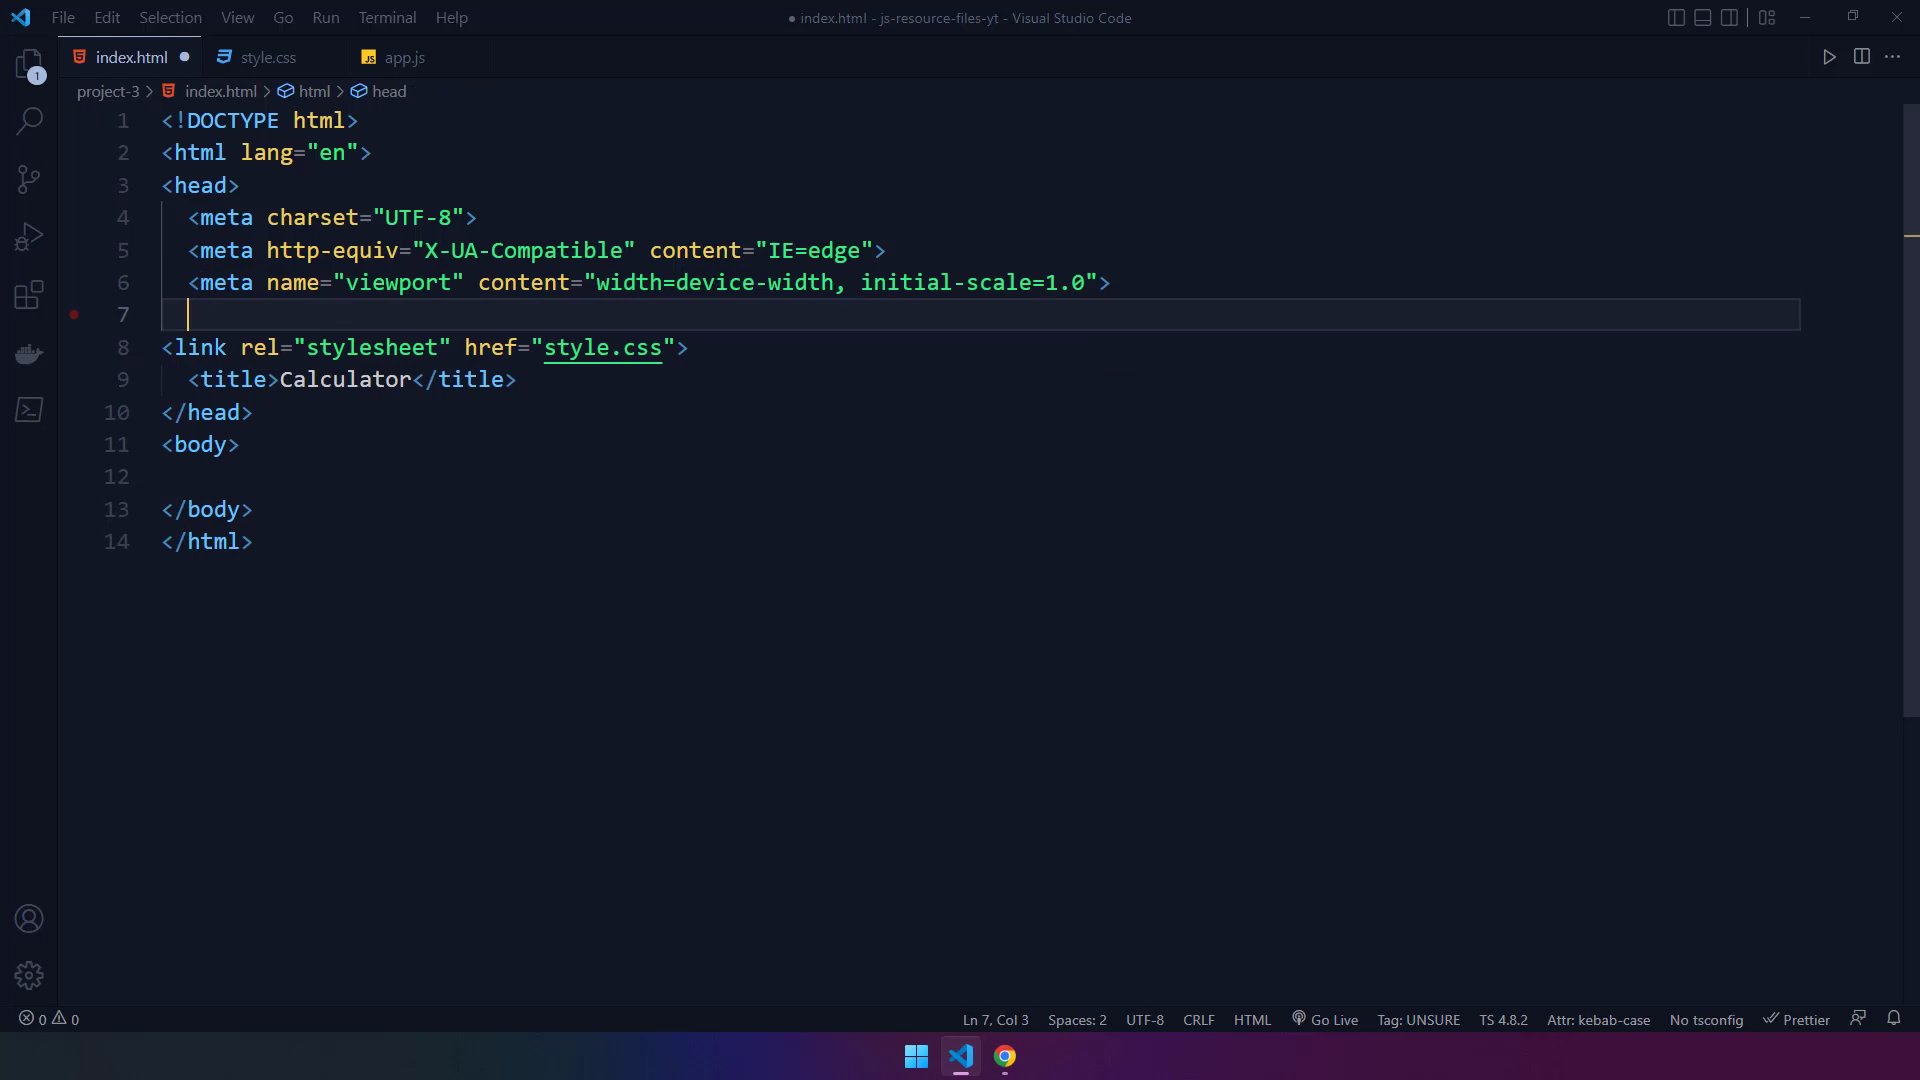 File Edit Selection View Go Run Terminal Help
● index.html - js-resource-files-yt - Visual Studio Code
index.html ● style.css JS app.js
1
project-3 > index.html > html > head
1 <!DOCTYPE html>
2 <html lang="en">
3 <head>
4 <meta charset="UTF-8">
5 <meta http-equiv="X-UA-Compatible" content="IE=edge">
6 <meta name="viewport" content="width=device-width, initial-scale=1.0">
7
8 <link rel="stylesheet" href="style.css">
9 <title>Calculator</title>
10 </head>
11 <body>
12
13 </body>
14 </html>
0 0 Ln 7, Col 3 Spaces: 2 UTF-8 CRLF HTML Go Live Tag: UNSURE TS 4.8.2 Attr: kebab-case No tsconfig Prettier